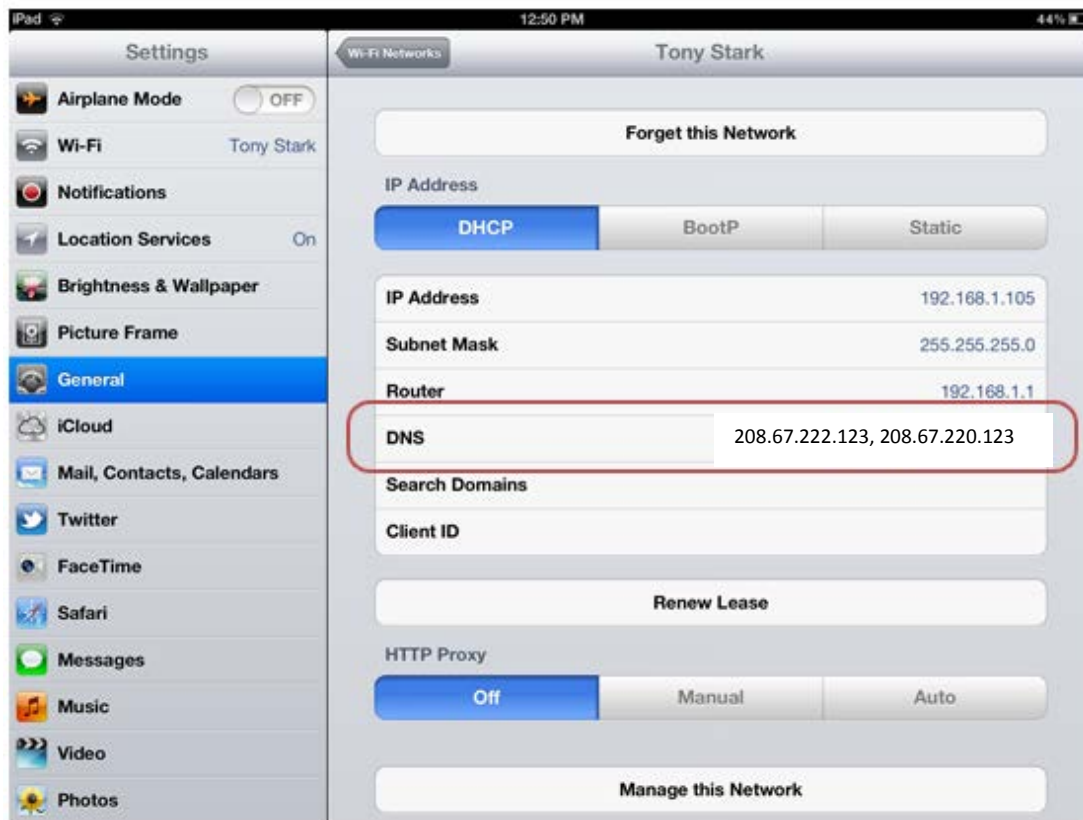 iPad 12:50 PM 44%
Settings
Wi-Fi Networks Tony Stark
Airplane Mode OFF
Wi-Fi Tony Stark
Notifications
Location Services On
Brightness & Wallpaper
Picture Frame
General
iCloud
Mail, Contacts, Calendars
Twitter
FaceTime
Safari
Messages
Music
Video
Photos
Forget this Network
IP Address
DHCP BootP Static
IP Address 192.168.1.105
Subnet Mask 255.255.255.0
Router 192.168.1.1
DNS 208.67.222.123, 208.67.220.123
Search Domains
Client ID
Renew Lease
HTTP Proxy
Off Manual Auto
Manage this Network